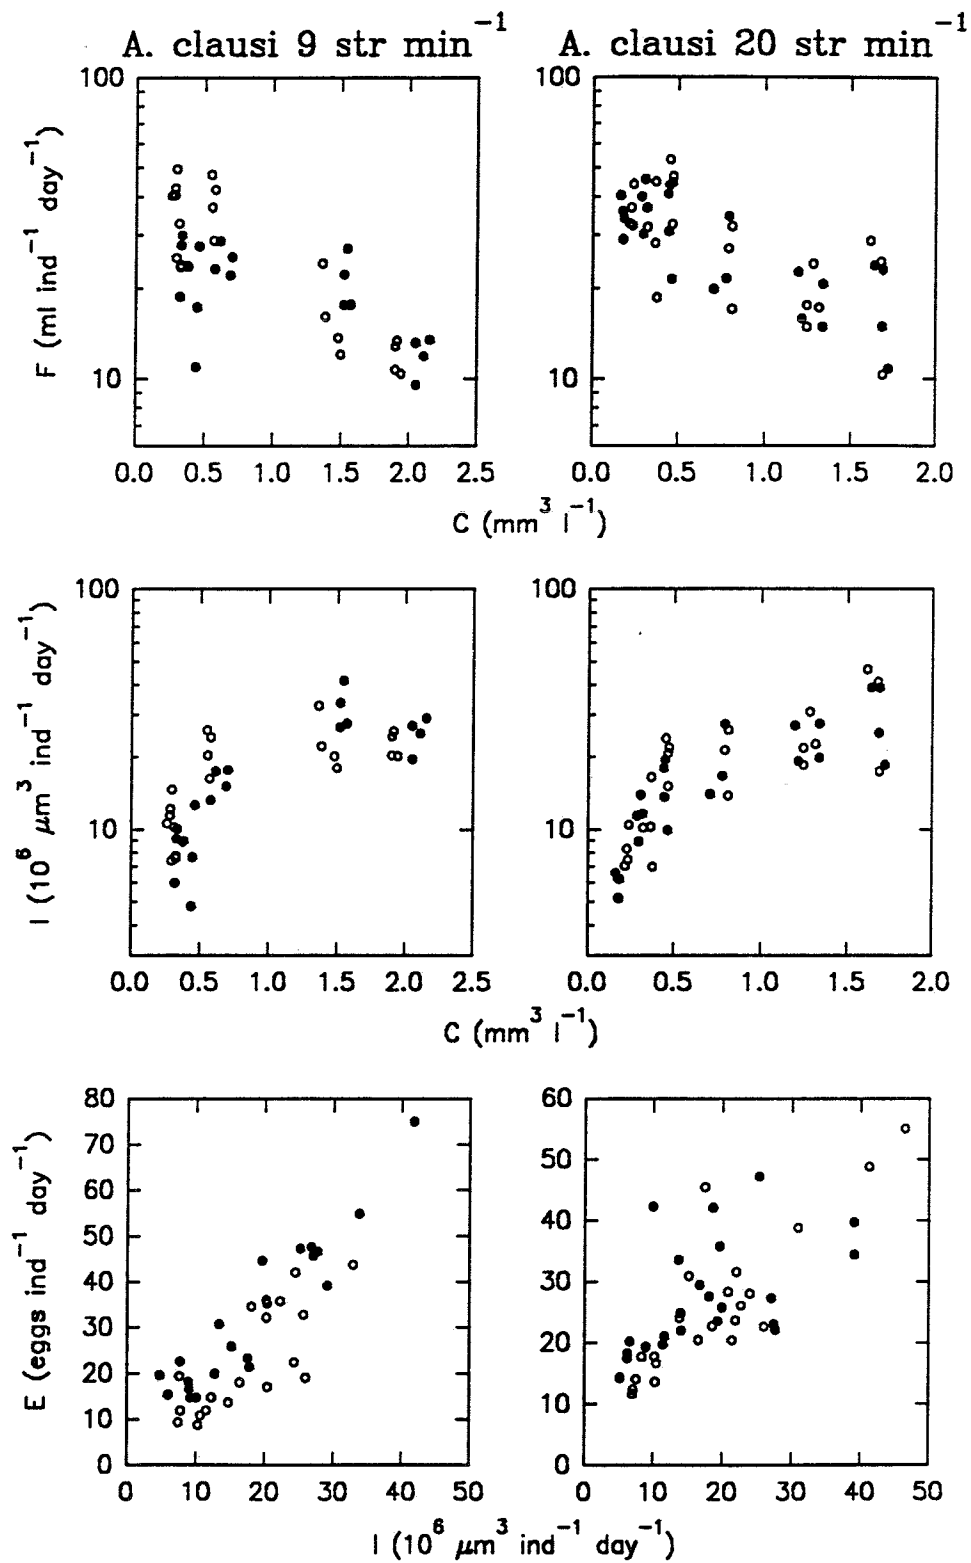 A. clausi 9 str min⁻¹ A. clausi 20 str min⁻¹
100 100
F (ml ind⁻¹ day⁻¹)
10 10
0.0 0.5 1.0 1.5 2.0 2.5 0.0 0.5 1.0 1.5 2.0
C (mm³ l⁻¹)
100 100
I (10⁶ μm³ ind⁻¹ day⁻¹)
10 10
0.0 0.5 1.0 1.5 2.0 2.5 0.0 0.5 1.0 1.5 2.0
C (mm³ l⁻¹)
80 60
70
60 50
50 40
E (eggs ind⁻¹ day⁻¹)
40 30
30
20 20
10 10
0 0
0 10 20 30 40 50 0 10 20 30 40 50
I (10⁶ μm³ ind⁻¹ day⁻¹)